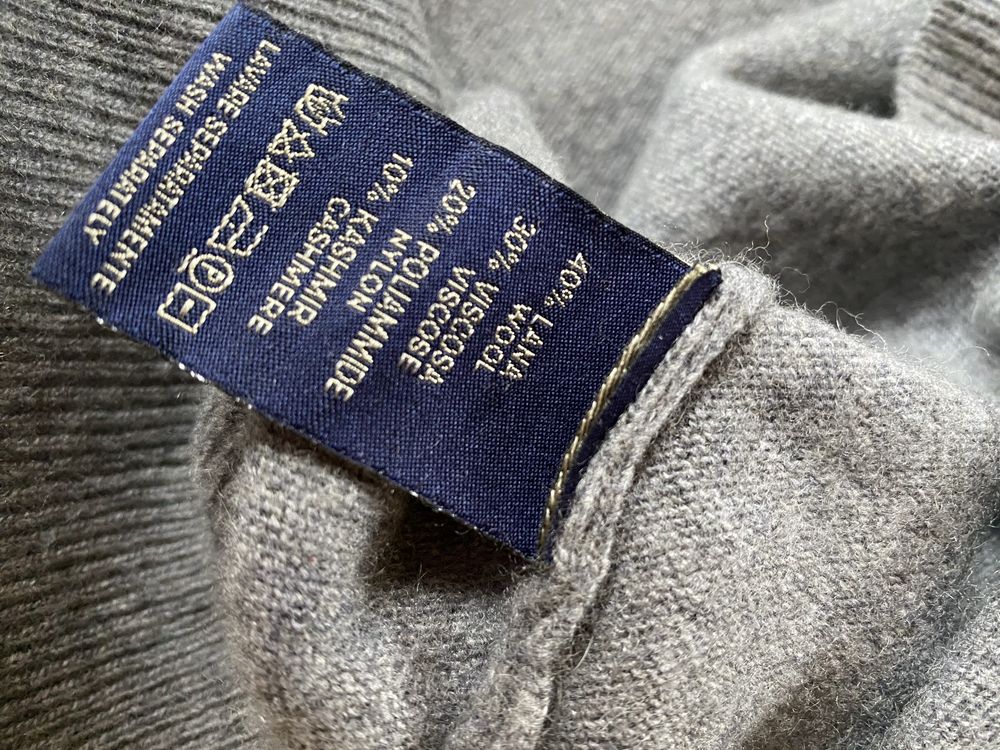 40% LANA
WOOL
30% VISCOSA
VISCOSE
20% POLIAMMIDE
NYLON
10% KASHMIR
CASHMERE
P
LAVARE SEPARATAMENTE
WASH SEPARATELY